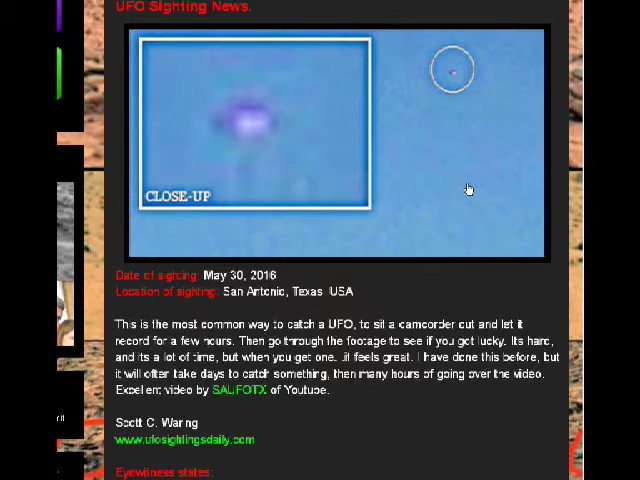 UFO Sighting News.
CLOSE-UP
Date of sighting: May 30, 2016
Location of sighting: San Antonio, Texas USA
This is the most common way to catch a UFO, to sit a camcorder out and let it
record for a few hours. Then go through the footage to see if you got lucky. Its hard,
and its a lot of time, but when you get one...it feels great. I have done this before, but
it will often take days to catch something, then many hours of going over the video.
Excellent video by SAUFOTX of Youtube.
Scott C. Waring
www.ufosightingsdaily.com
Eyewitness states: